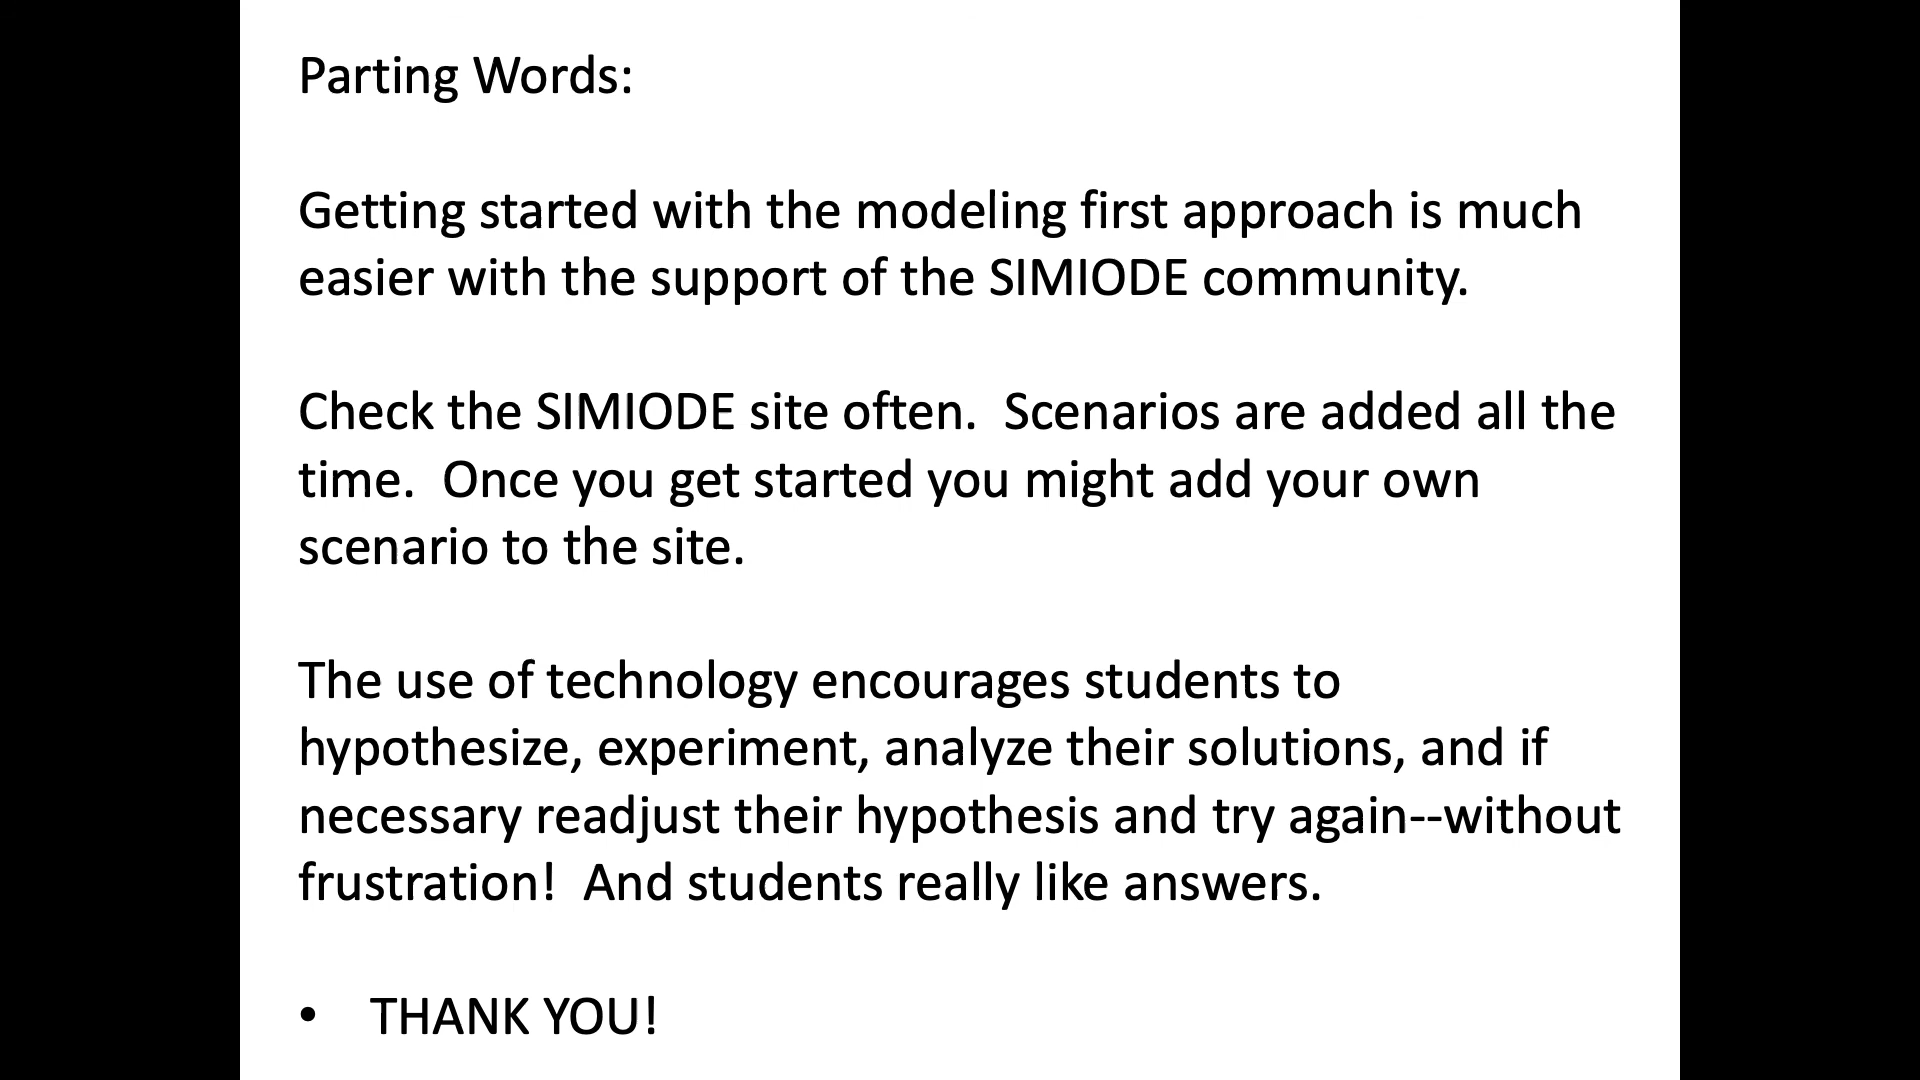 Parting Words:
Getting started with the modeling first approach is much
easier with the support of the SIMIODE community.
Check the SIMIODE site often.  Scenarios are added all the
time.  Once you get started you might add your own
scenario to the site.
The use of technology encourages students to
hypothesize, experiment, analyze their solutions, and if
necessary readjust their hypothesis and try again--without
frustration!  And students really like answers.
• THANK YOU!